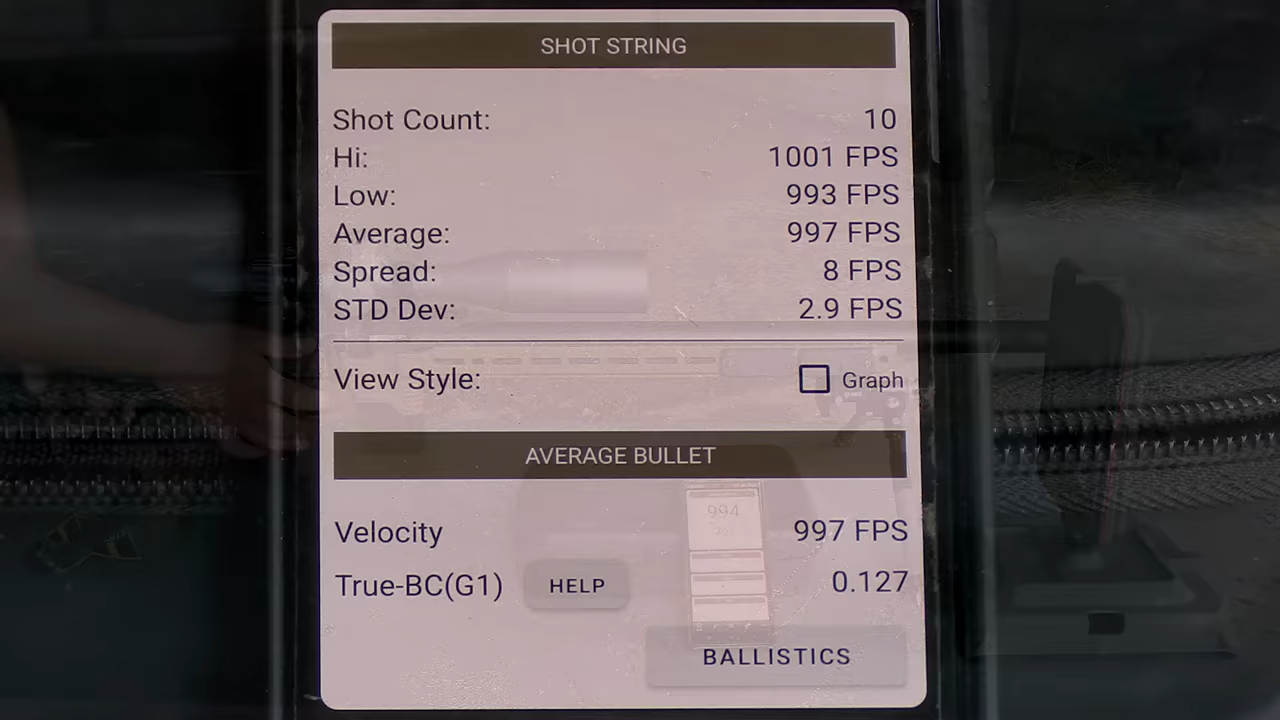 SHOT STRING
Shot Count: 10
Hi: 1001 FPS
Low: 993 FPS
Average: 997 FPS
Spread: 8 FPS
STD Dev: 2.9 FPS
View Style: Graph
AVERAGE BULLET
994
Velocity 997 FPS
True-BC(G1) HELP 0.127
BALLISTICS